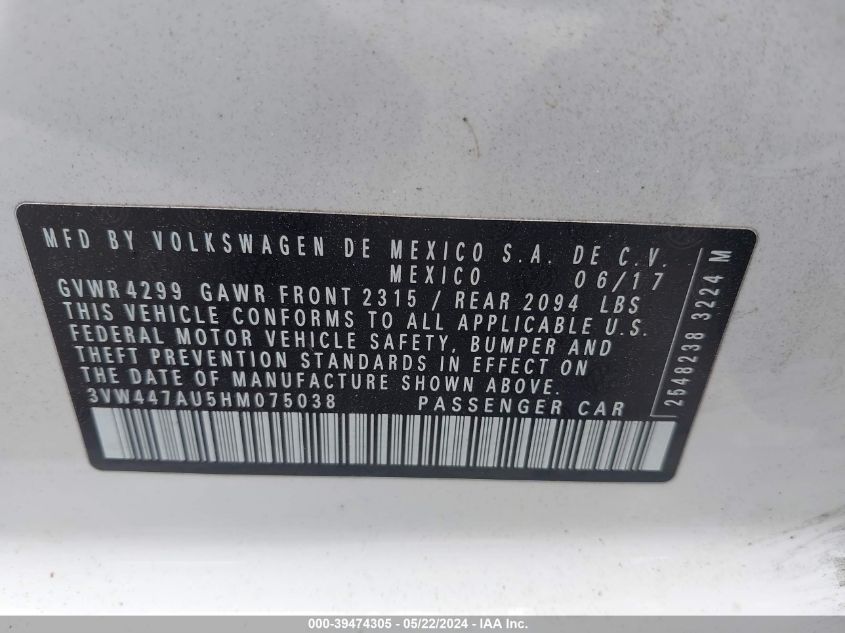 MFD BY VOLKSWAGEN DE MEXICO S.A. DE C.V.
MEXICO 06/17
GVWR 4299 GAWR FRONT 2315 / REAR 2094 LBS
THIS VEHICLE CONFORMS TO ALL APPLICABLE U.S.
FEDERAL MOTOR VEHICLE SAFETY, BUMPER AND
THEFT PREVENTION STANDARDS IN EFFECT ON
THE DATE OF MANUFACTURE SHOWN ABOVE.
3VW447AU5HM075038 PASSENGER CAR
2548238 3224 M
000-39474305 - 05/22/2024 - IAA Inc.